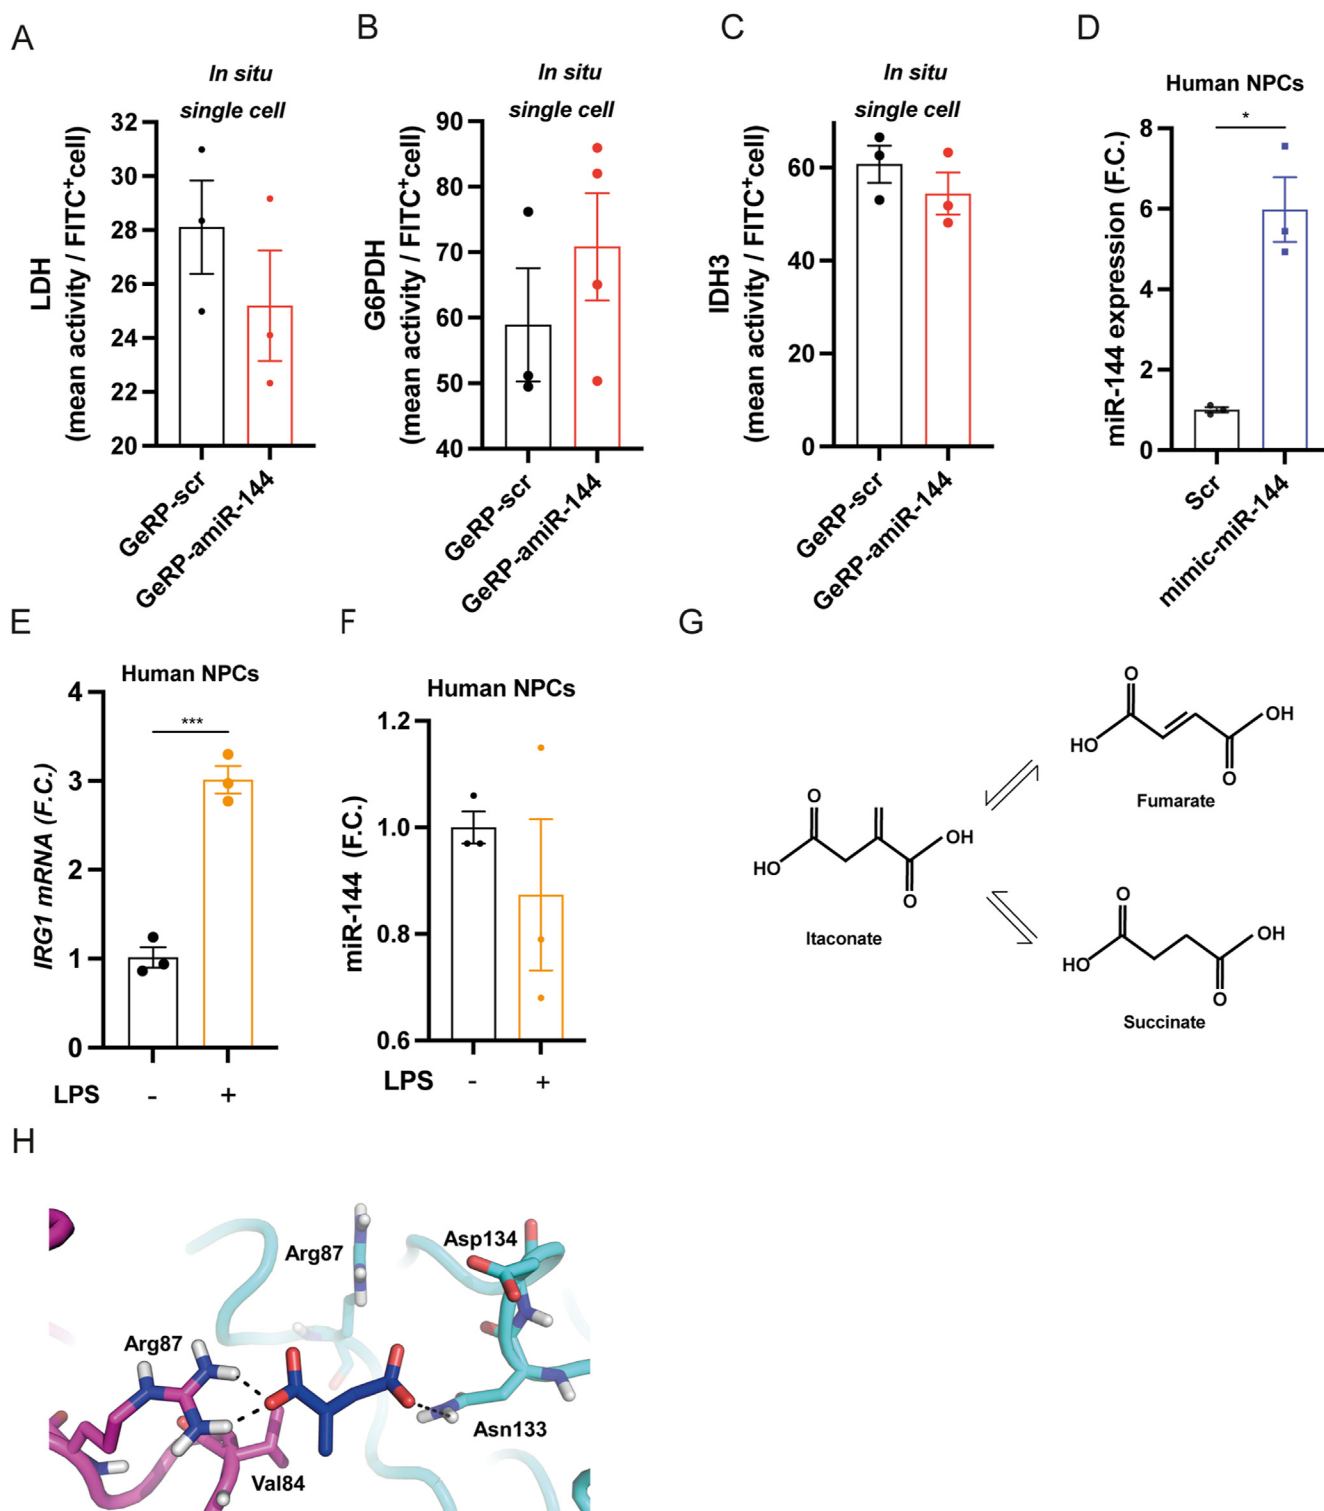 A
In situ
single cell
LDH
(mean activity / FITC⁺cell)
32
30
28
26
24
22
20
GeRP-scr
GeRP-amiR-144
B
In situ
single cell
G6PDH
(mean activity / FITC⁺cell)
90
80
70
60
50
40
GeRP-scr
GeRP-amiR-144
C
In situ
single cell
IDH3
(mean activity / FITC⁺cell)
60
40
20
0
GeRP-scr
GeRP-amiR-144
D
Human NPCs
*
miR-144 expression (F.C.)
8
6
4
2
0
Scr
mimic-miR-144
E
Human NPCs
***
IRG1 mRNA (F.C.)
4
3
2
1
0
LPS - +
F
Human NPCs
miR-144 (F.C.)
1.2
1.0
0.8
0.6
LPS - +
G
O
OH
HO
O
Fumarate
O
OH
HO
O
Itaconate
O
OH
HO
O
Succinate
H
Arg87
Asp134
Arg87
Asn133
Val84